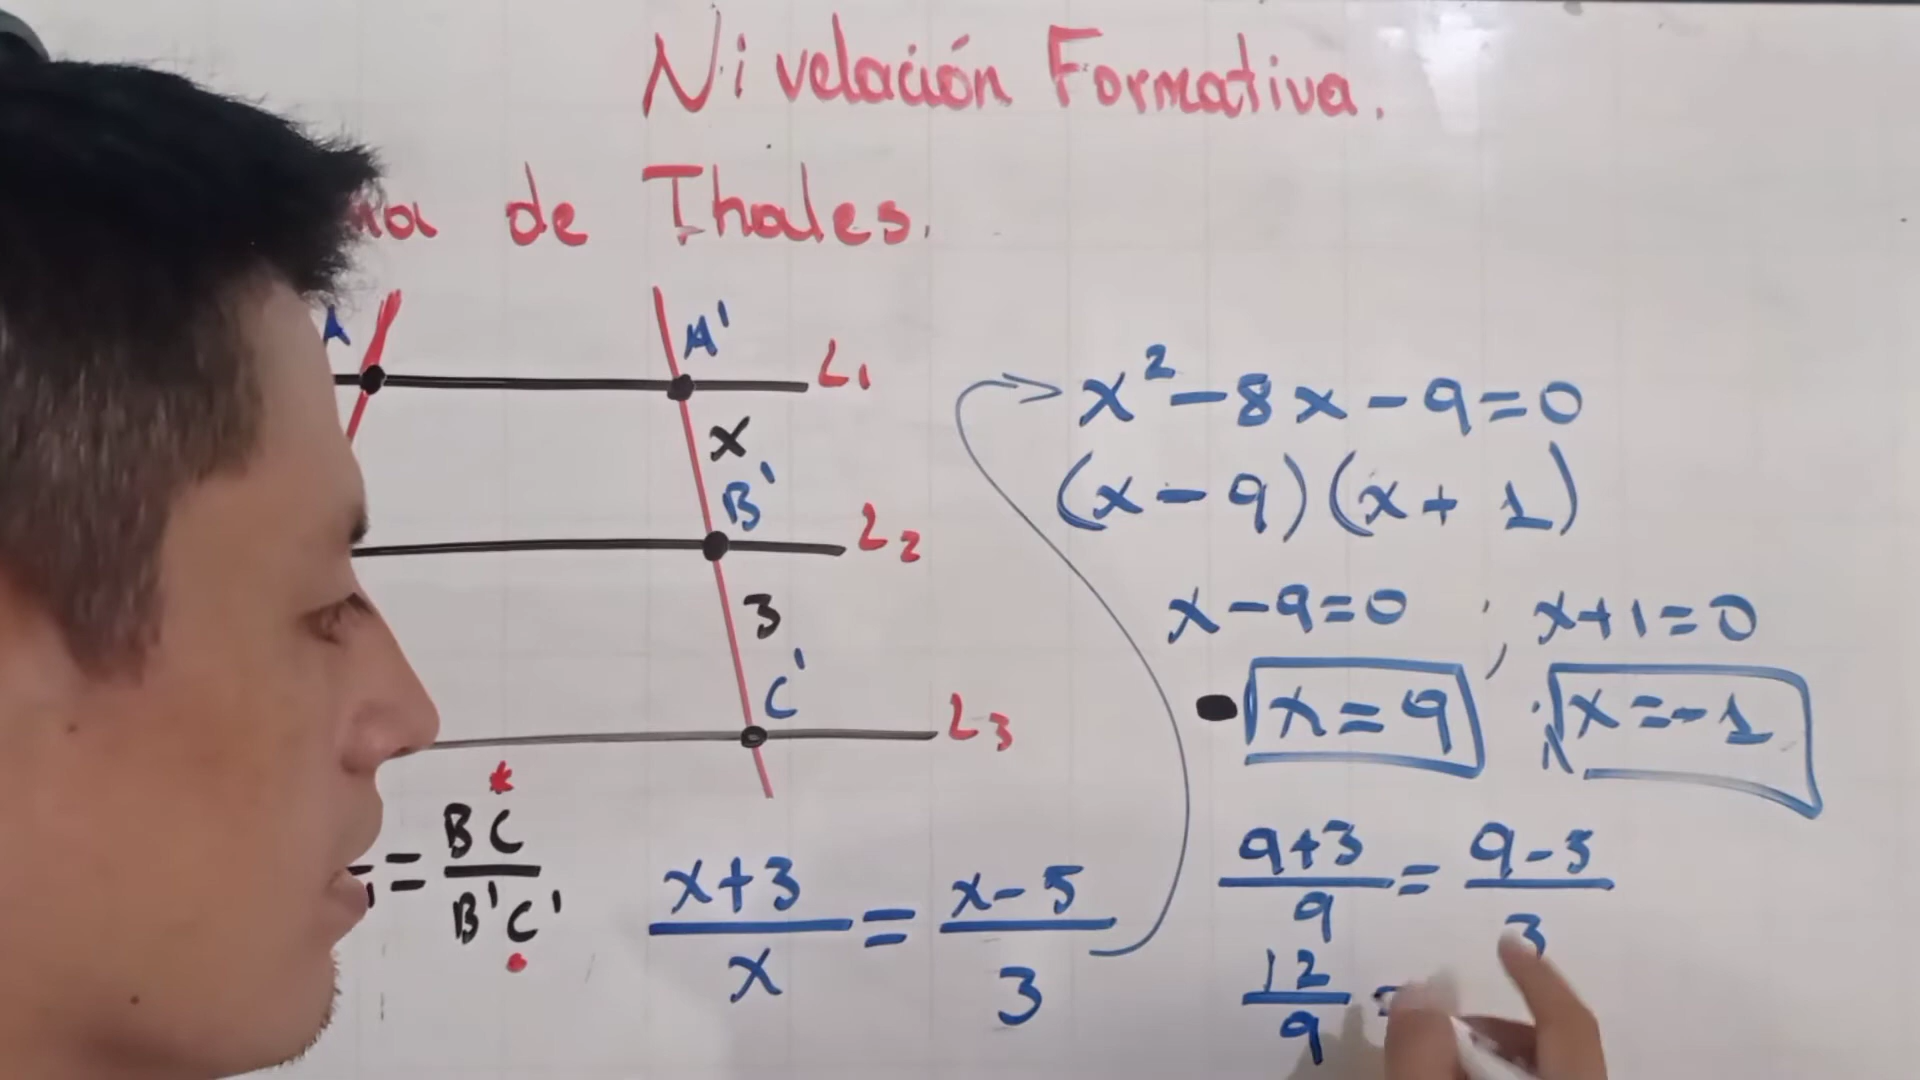 Nivelación Formativa.
de Thales.
A A' L₁
x
B' L₂
3
C' L₃
= BC / B'C'
(x+3)/x = (x-5)/3
x² - 8x - 9 = 0
(x - 9)(x + 1)
x - 9 = 0 ; x + 1 = 0
x = 9 x = -1
(9+3)/9 = (9-5)/3
12/9 =